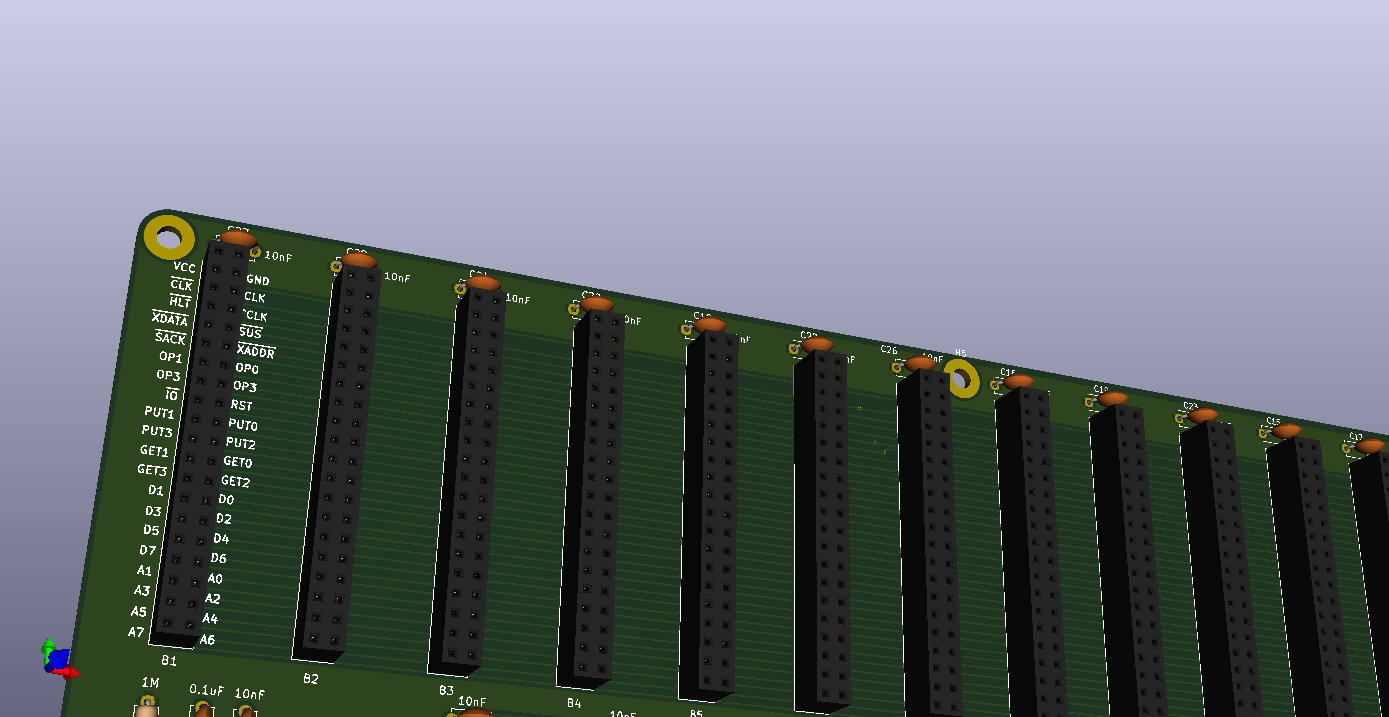 10nF
10nF
10nF
C26
10nF
H5
VCC
GND
CLK
CLK
HLT
CLK
XDATA
SUS
SACK
XADDR
OP1
OP0
OP3
OP3
IO
RST
PUT1
PUT0
PUT3
PUT2
GET1
GET0
GET3
GET2
D1
D0
D3
D2
D5
D4
D7
D6
A1
A0
A3
A2
A5
A4
A7
A6
B1
B2
B3
B4
B5
1M
0.1uF
10nF
10nF
10nF